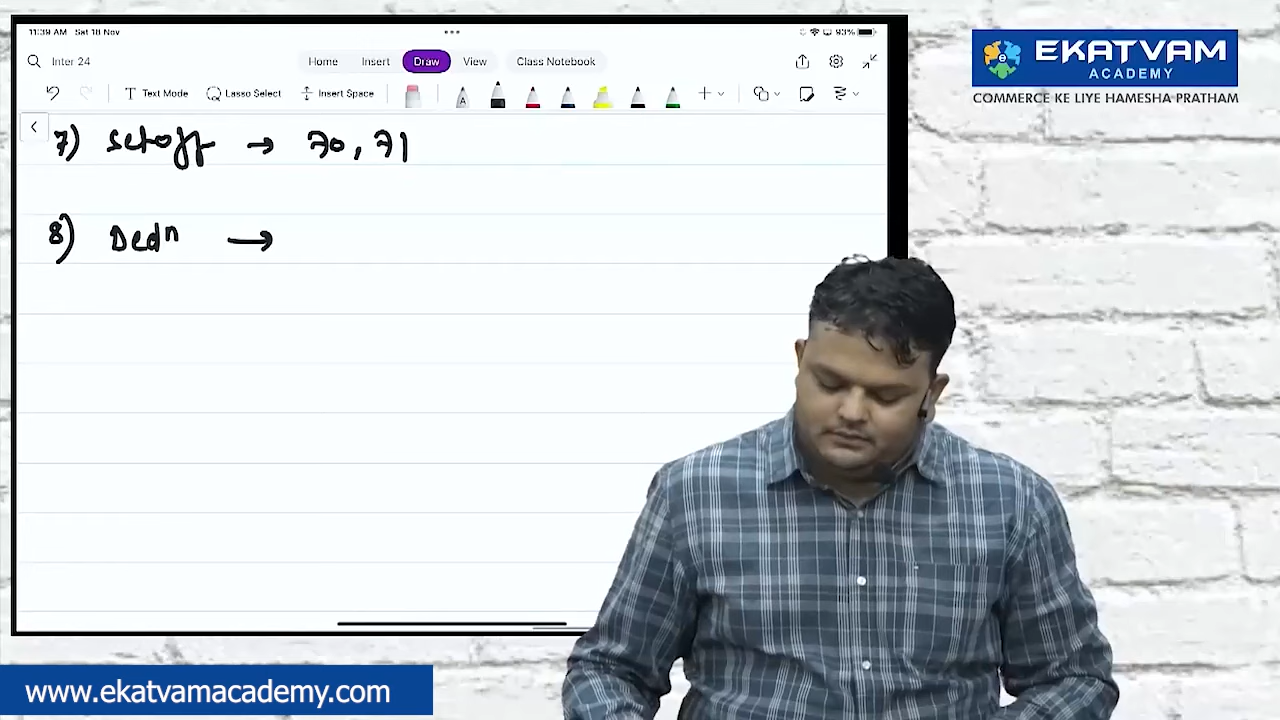 11:39 AM Sat 18 Nov
93%
Inter 24
Home Insert Draw View Class Notebook
Text Mode Lasso Select Insert Space
7) Setoff → 70, 71
8) Dedⁿ →
EKATVAM
ACADEMY
COMMERCE KE LIYE HAMESHA PRATHAM
www.ekatvamacademy.com